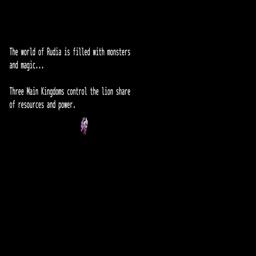 The world of Rudia is filled with monsters
and magic...
Three Main Kingdoms control the lion share
of resources and power.